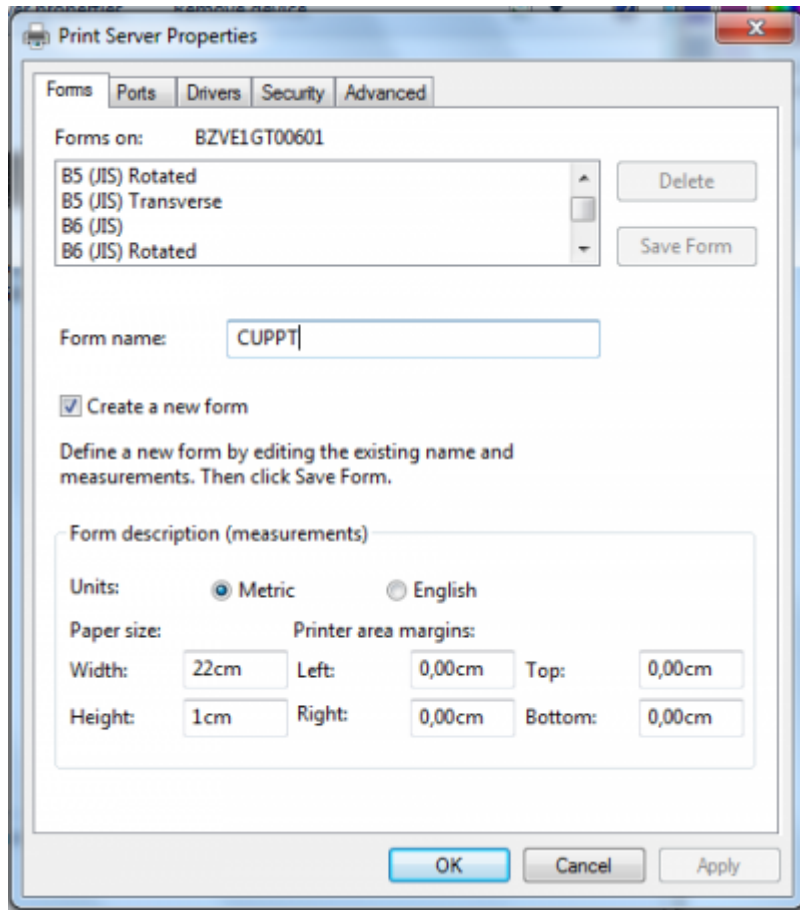 Print Server Properties
Forms Ports Drivers Security Advanced
Forms on: BZVE1GT00601
B5 (JIS) Rotated
B5 (JIS) Transverse
B6 (JIS)
B6 (JIS) Rotated
Delete
Save Form
Form name: CUPPT
Create a new form
Define a new form by editing the existing name and
measurements. Then click Save Form.
Form description (measurements)
Units: Metric English
Paper size: Printer area margins:
Width: 22cm Left: 0,00cm Top: 0,00cm
Height: 1cm Right: 0,00cm Bottom: 0,00cm
OK Cancel Apply